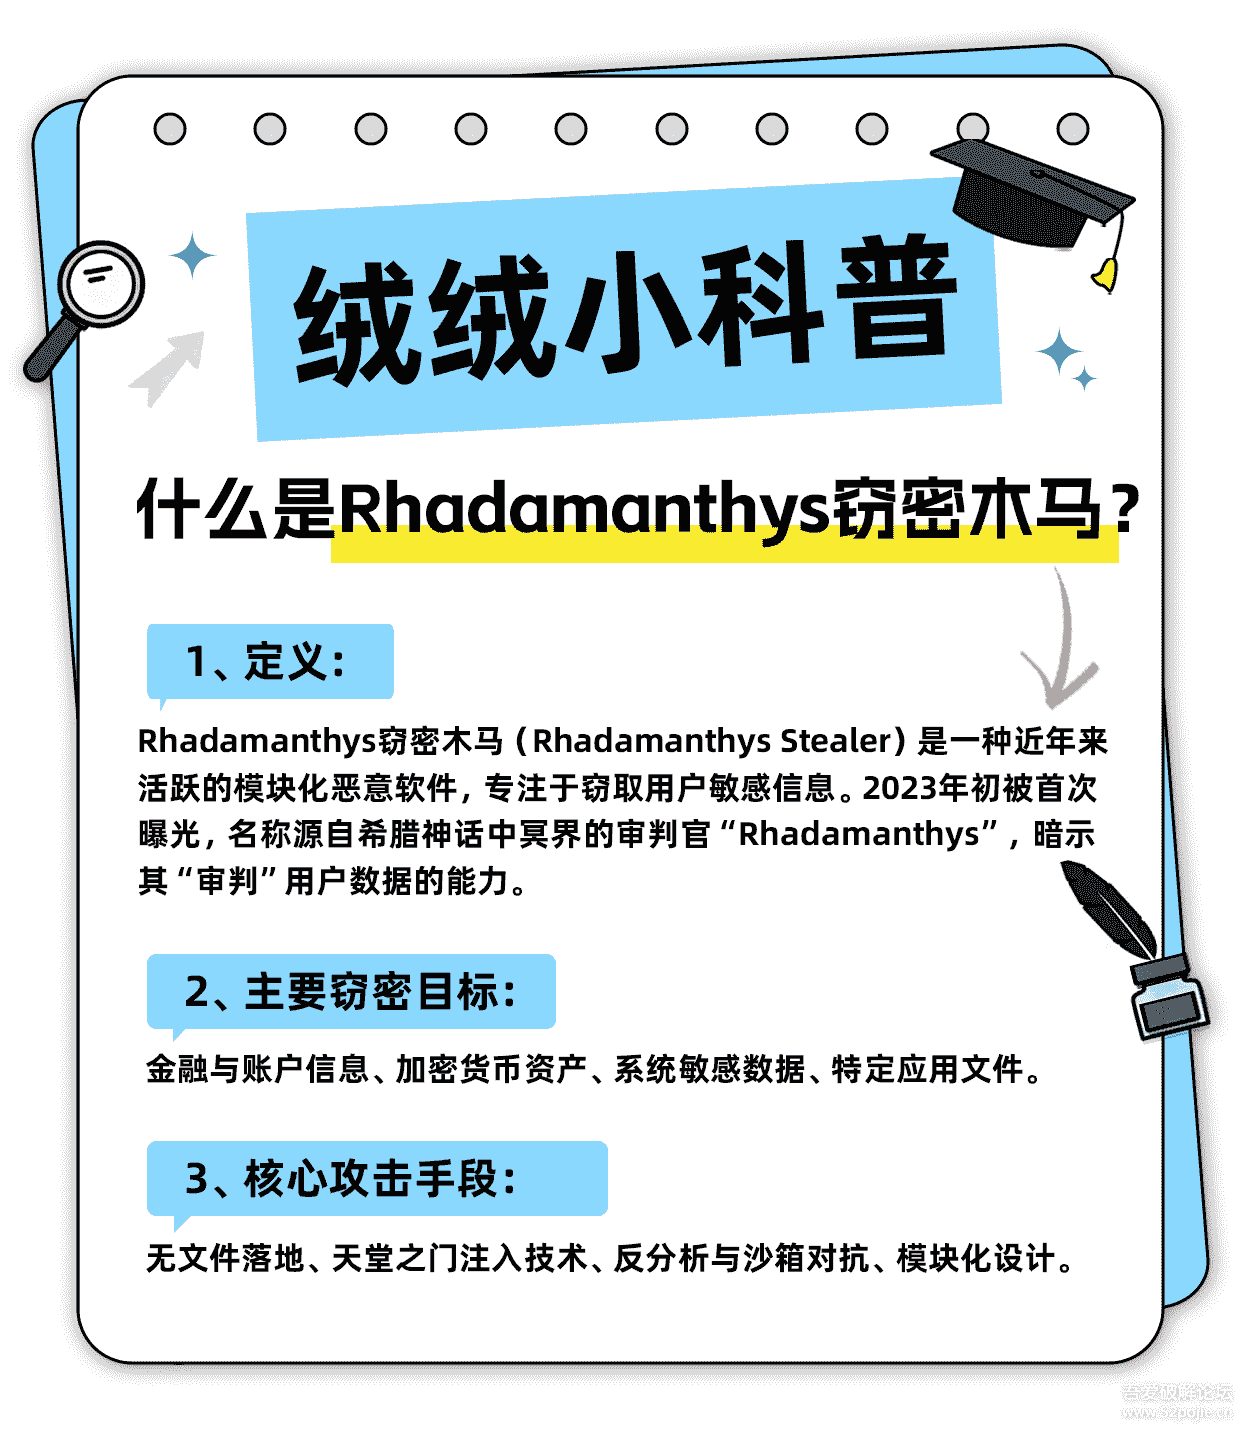 绒绒小科普
什么是Rhadamanthys窃密木马？
1、定义：
Rhadamanthys窃密木马（Rhadamanthys Stealer）是一种近年来
活跃的模块化恶意软件，专注于窃取用户敏感信息。2023年初被首次
曝光，名称源自希腊神话中冥界的审判官“Rhadamanthys”，暗示
其“审判”用户数据的能力。
2、主要窃密目标：
金融与账户信息、加密货币资产、系统敏感数据、特定应用文件。
3、核心攻击手段：
无文件落地、天堂之门注入技术、反分析与沙箱对抗、模块化设计。
吾爱破解论坛
www.52pojie.cn